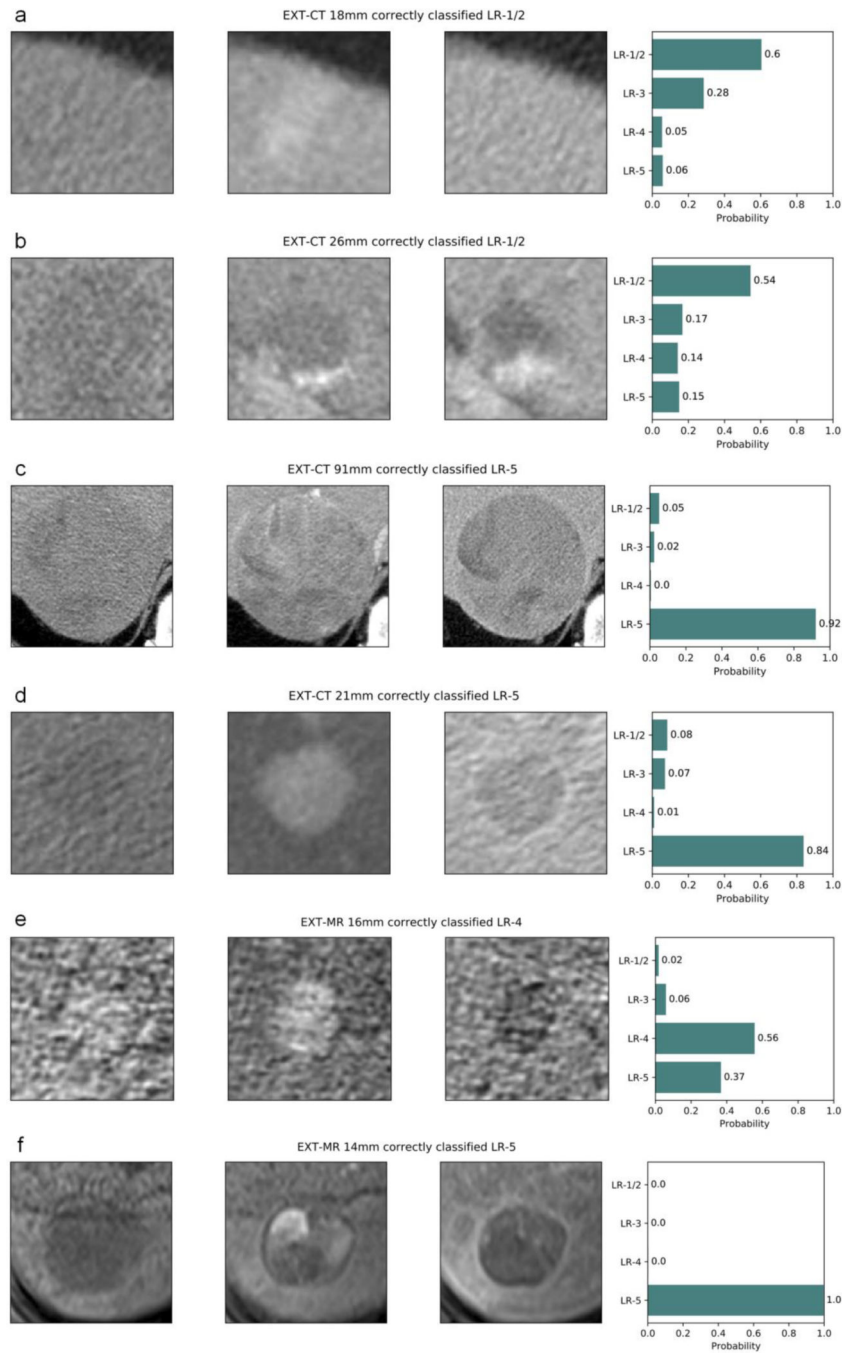 a
EXT-CT 18mm correctly classified LR-1/2
LR-1/2 0.6
LR-3 0.28
LR-4 0.05
LR-5 0.06
0.0 0.2 0.4 0.6 0.8 1.0
Probability
b
EXT-CT 26mm correctly classified LR-1/2
LR-1/2 0.54
LR-3 0.17
LR-4 0.14
LR-5 0.15
0.0 0.2 0.4 0.6 0.8 1.0
Probability
c
EXT-CT 91mm correctly classified LR-5
LR-1/2 0.05
LR-3 0.02
LR-4 0.0
LR-5 0.92
0.0 0.2 0.4 0.6 0.8 1.0
Probability
d
EXT-CT 21mm correctly classified LR-5
LR-1/2 0.08
LR-3 0.07
LR-4 0.01
LR-5 0.84
0.0 0.2 0.4 0.6 0.8 1.0
Probability
e
EXT-MR 16mm correctly classified LR-4
LR-1/2 0.02
LR-3 0.06
LR-4 0.56
LR-5 0.37
0.0 0.2 0.4 0.6 0.8 1.0
Probability
f
EXT-MR 14mm correctly classified LR-5
LR-1/2 0.0
LR-3 0.0
LR-4 0.0
LR-5 1.0
0.0 0.2 0.4 0.6 0.8 1.0
Probability